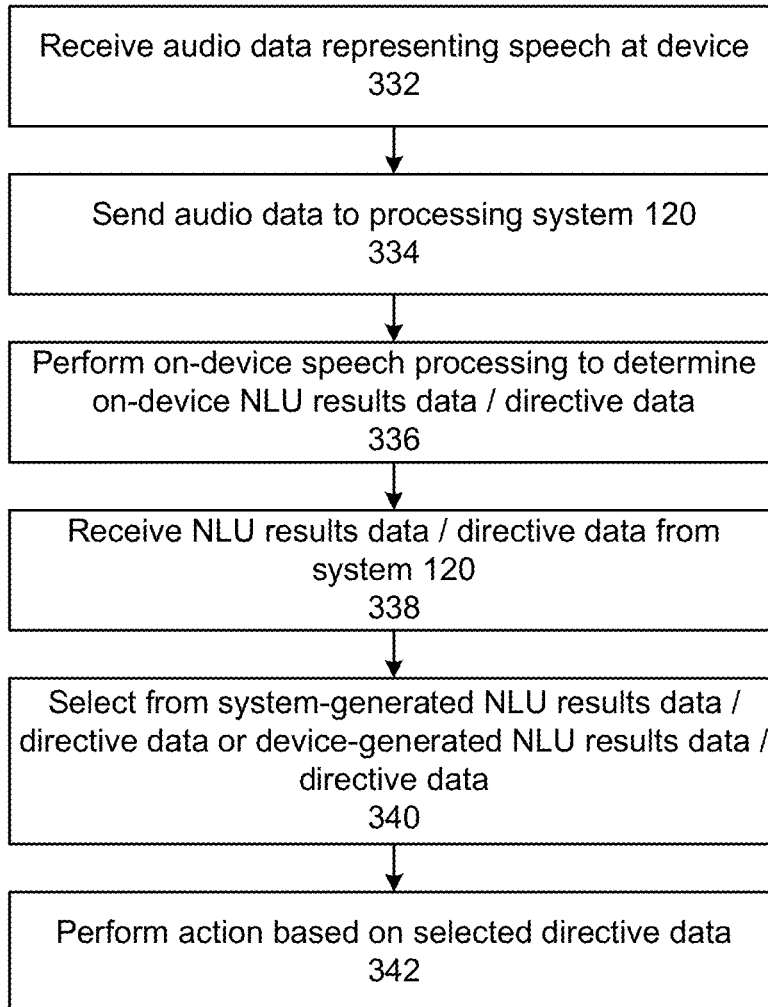 Receive audio data representing speech at device
332
Send audio data to processing system 120
334
Perform on-device speech processing to determine
on-device NLU results data / directive data
336
Receive NLU results data / directive data from
system 120
338
Select from system-generated NLU results data /
directive data or device-generated NLU results data /
directive data
340
Perform action based on selected directive data
342